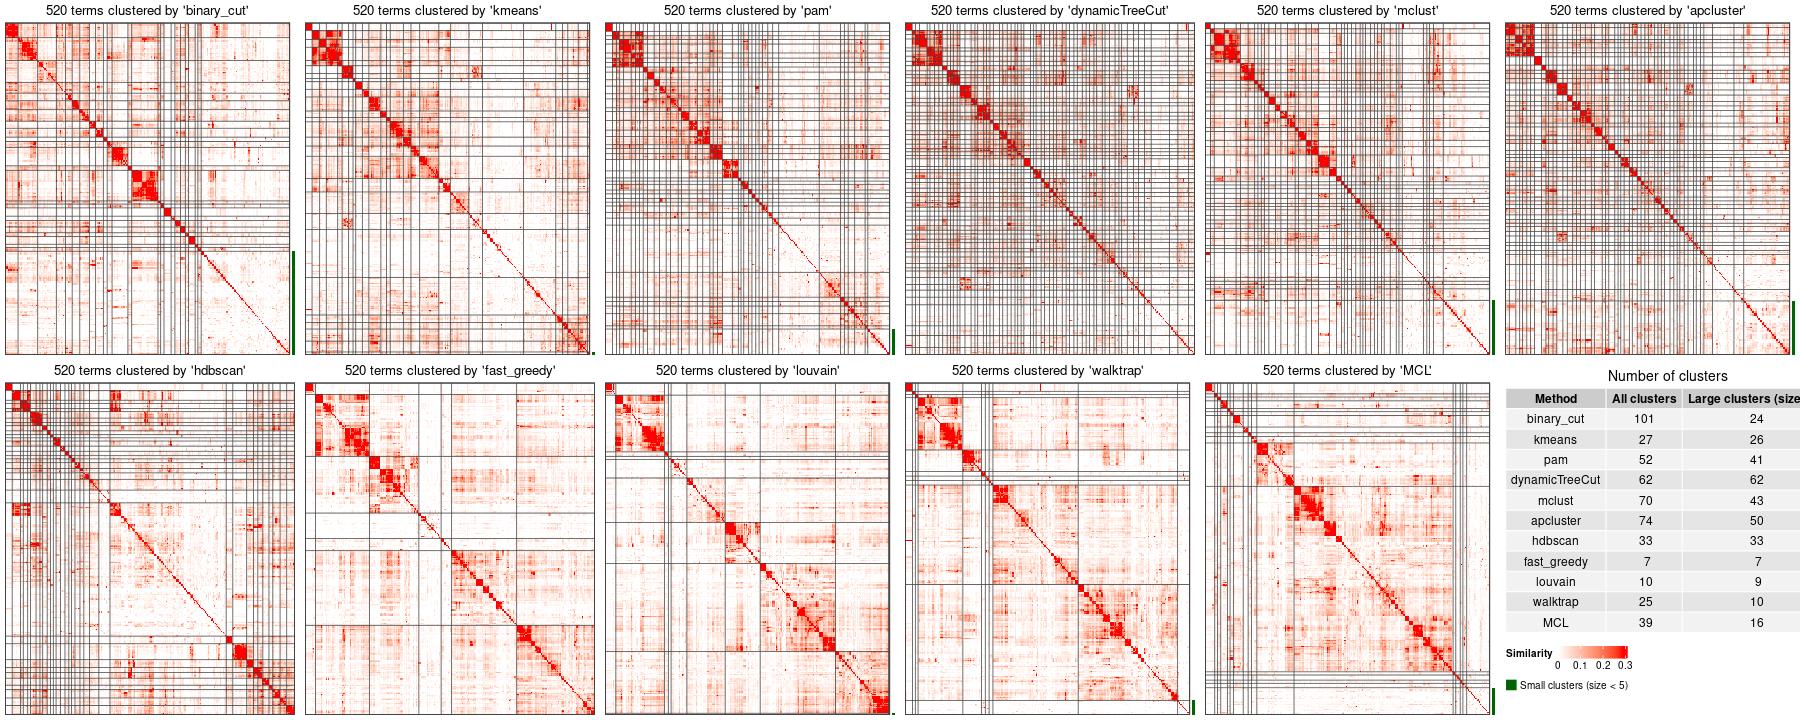 520 terms clustered by 'binary_cut'
520 terms clustered by 'kmeans'
520 terms clustered by 'pam'
520 terms clustered by 'dynamicTreeCut'
520 terms clustered by 'mclust'
520 terms clustered by 'apcluster'
520 terms clustered by 'hdbscan'
520 terms clustered by 'fast_greedy'
520 terms clustered by 'louvain'
520 terms clustered by 'walktrap'
520 terms clustered by 'MCL'
Number of clusters
Method All clusters Large clusters (size
binary_cut 101 24
kmeans 27 26
pam 52 41
dynamicTreeCut 62 62
mclust 70 43
apcluster 74 50
hdbscan 33 33
fast_greedy 7 7
louvain 10 9
walktrap 25 10
MCL 39 16
Similarity
0 0.1 0.2 0.3
Small clusters (size < 5)